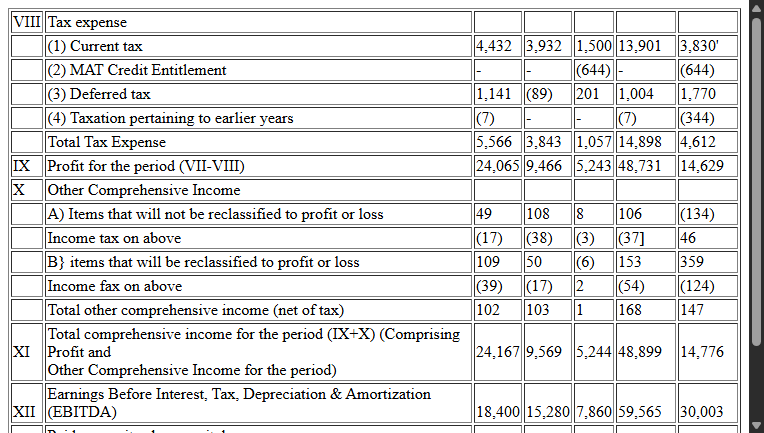 VIII Tax expense
(1) Current tax 4,432 3,932 1,500 13,901 3,830'
(2) MAT Credit Entitlement - - (644) - (644)
(3) Deferred tax 1,141 (89) 201 1,004 1,770
(4) Taxation pertaining to earlier years (7) - - (7) (344)
Total Tax Expense 5,566 3,843 1,057 14,898 4,612
IX Profit for the period (VII-VIII) 24,065 9,466 5,243 48,731 14,629
X Other Comprehensive Income
A) Items that will not be reclassified to profit or loss 49 108 8 106 (134)
Income tax on above (17) (38) (3) (37] 46
B} items that will be reclassified to profit or loss 109 50 (6) 153 359
Income fax on above (39) (17) 2 (54) (124)
Total other comprehensive income (net of tax) 102 103 1 168 147
Total comprehensive income for the period (IX+X) (Comprising
XI Profit and 24,167 9,569 5,244 48,899 14,776
Other Comprehensive Income for the period)
Earnings Before Interest, Tax, Depreciation & Amortization
XII (EBITDA) 18,400 15,280 7,860 59,565 30,003